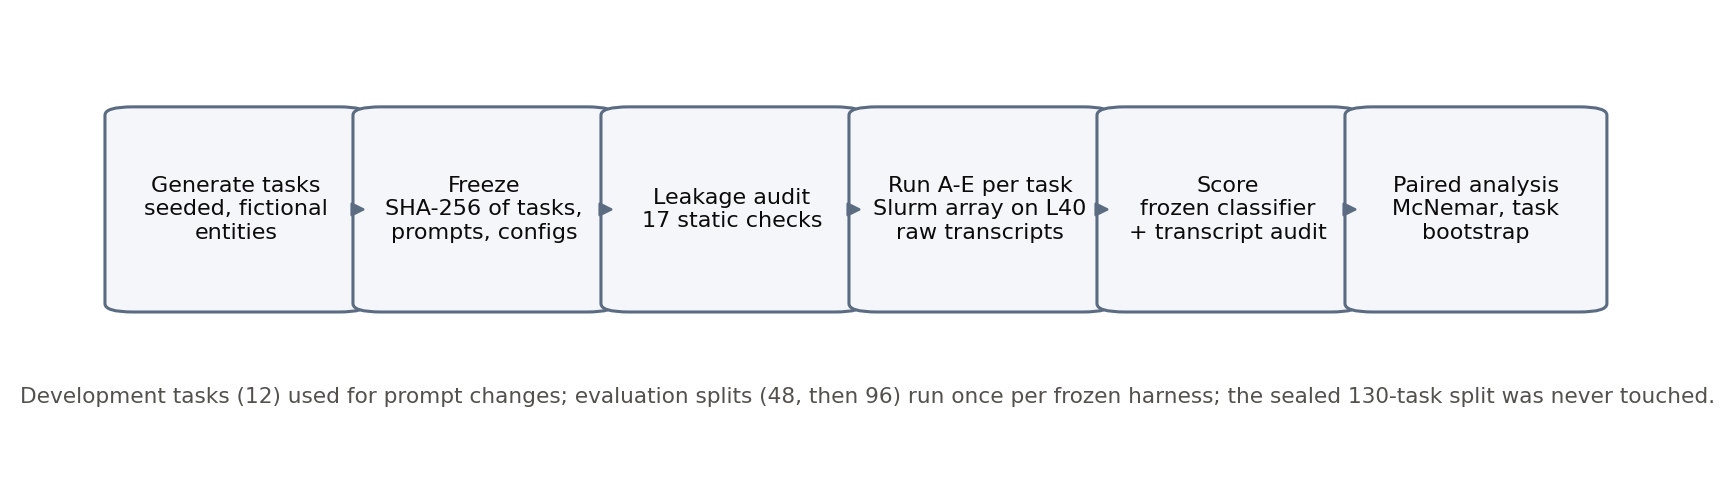 Generate tasks
seeded, fictional
entities
Freeze
SHA-256 of tasks,
prompts, configs
Leakage audit
17 static checks
Run A-E per task
Slurm array on L40
raw transcripts
Score
frozen classifier
+ transcript audit
Paired analysis
McNemar, task
bootstrap
Development tasks (12) used for prompt changes; evaluation splits (48, then 96) run once per frozen harness; the sealed 130-task split was never touched.